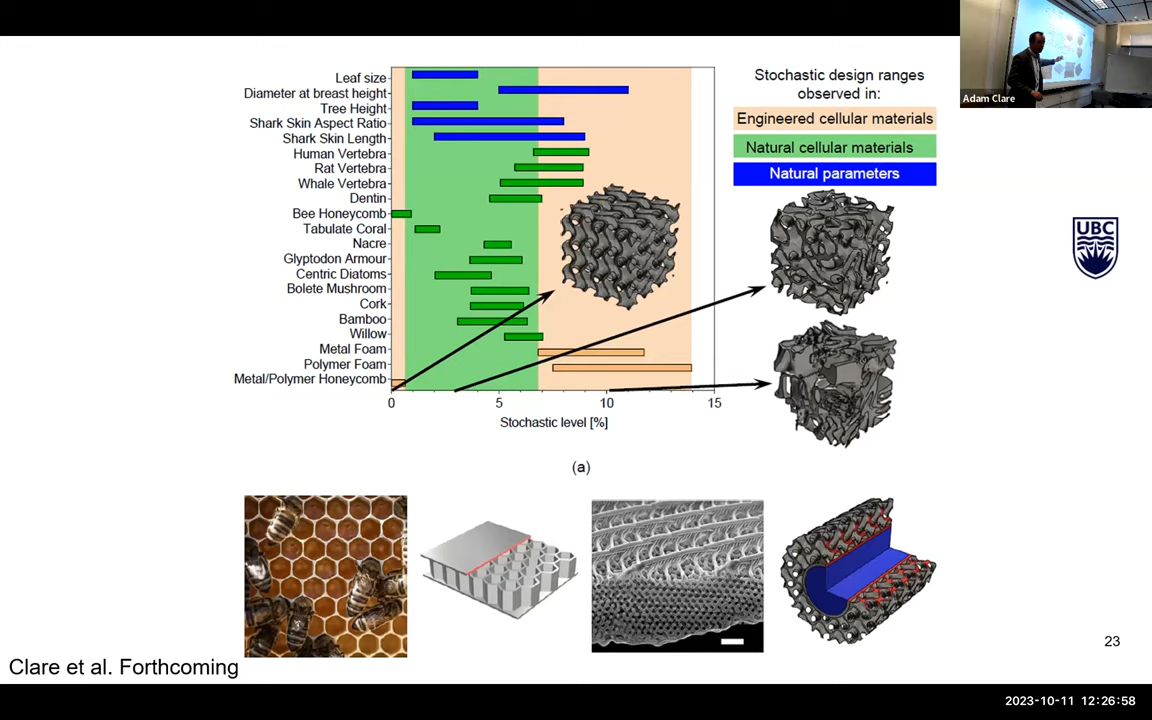 Adam Clare
Leaf size
Diameter at breast height
Tree Height
Shark Skin Aspect Ratio
Shark Skin Length
Human Vertebra
Rat Vertebra
Whale Vertebra
Dentin
Bee Honeycomb
Tabulate Coral
Nacre
Glyptodon Armour
Centric Diatoms
Bolete Mushroom
Cork
Bamboo
Willow
Metal Foam
Polymer Foam
Metal/Polymer Honeycomb
0 5 10 15
Stochastic level [%]
Stochastic design ranges
observed in:
Engineered cellular materials
Natural cellular materials
Natural parameters
UBC
(a)
23
Clare et al. Forthcoming
2023-10-11 12:26:58